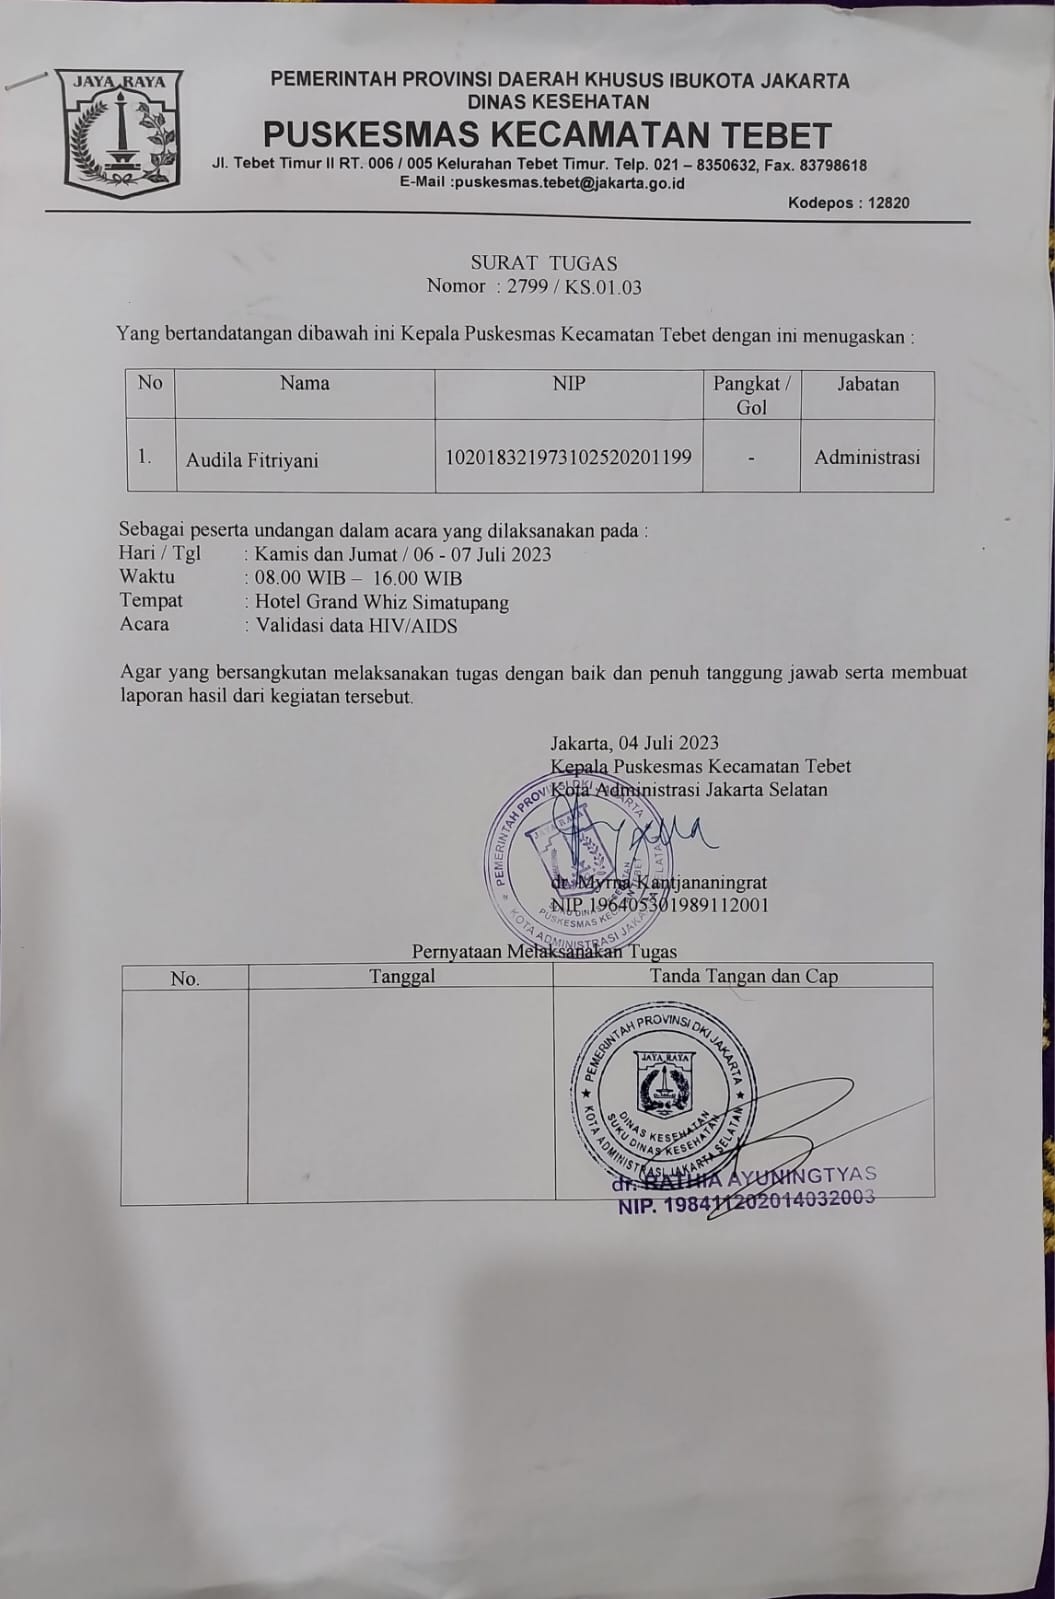 JAYA RAYA
PEMERINTAH PROVINSI DAERAH KHUSUS IBUKOTA JAKARTA
DINAS KESEHATAN
PUSKESMAS KECAMATAN TEBET
Jl. Tebet Timur II RT. 006 / 005 Kelurahan Tebet Timur. Telp. 021 – 8350632, Fax. 83798618
E-Mail :puskesmas.tebet@jakarta.go.id
Kodepos : 12820
SURAT TUGAS
Nomor : 2799 / KS.01.03
Yang bertandatangan dibawah ini Kepala Puskesmas Kecamatan Tebet dengan ini menugaskan :
No Nama NIP Pangkat / Gol Jabatan
1. Audila Fitriyani 102018321973102520201199 - Administrasi
Sebagai peserta undangan dalam acara yang dilaksanakan pada :
Hari / Tgl : Kamis dan Jumat / 06 - 07 Juli 2023
Waktu : 08.00 WIB – 16.00 WIB
Tempat : Hotel Grand Whiz Simatupang
Acara : Validasi data HIV/AIDS
Agar yang bersangkutan melaksanakan tugas dengan baik dan penuh tanggung jawab serta membuat
laporan hasil dari kegiatan tersebut.
Jakarta, 04 Juli 2023
Kepala Puskesmas Kecamatan Tebet
Kota Administrasi Jakarta Selatan
PEMERINTAH PROVINSI DKI JAKARTA
JAYA RAYA
SUKU DINAS KESEHATAN
PUSKESMAS KEC TEBET
KOTA ADMINISTRASI JAKARTA SELATAN
dr. Myrna Kantjananingrat
NIP 196405301989112001
Pernyataan Melaksanakan Tugas
No. Tanggal Tanda Tangan dan Cap
PEMERINTAH PROVINSI DKI JAKARTA
JAYA RAYA
DINAS KESEHATAN
SUKU DINAS KESEHATAN
KOTA ADMINISTRASI JAKARTA SELATAN
dr. RATHIA AYUNINGTYAS
NIP. 198411202014032003